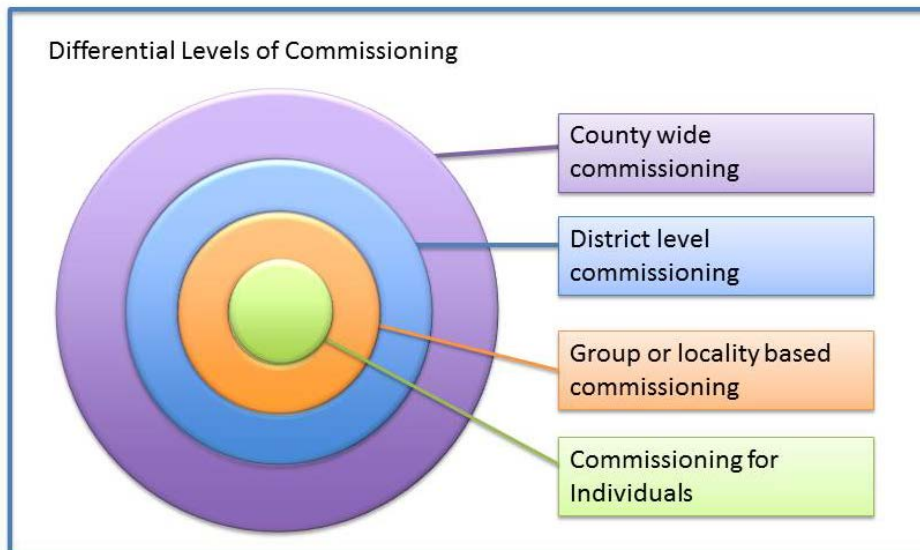 Differential Levels of Commissioning
County wide
commissioning
District level
commissioning
Group or locality based
commissioning
Commissioning for
Individuals